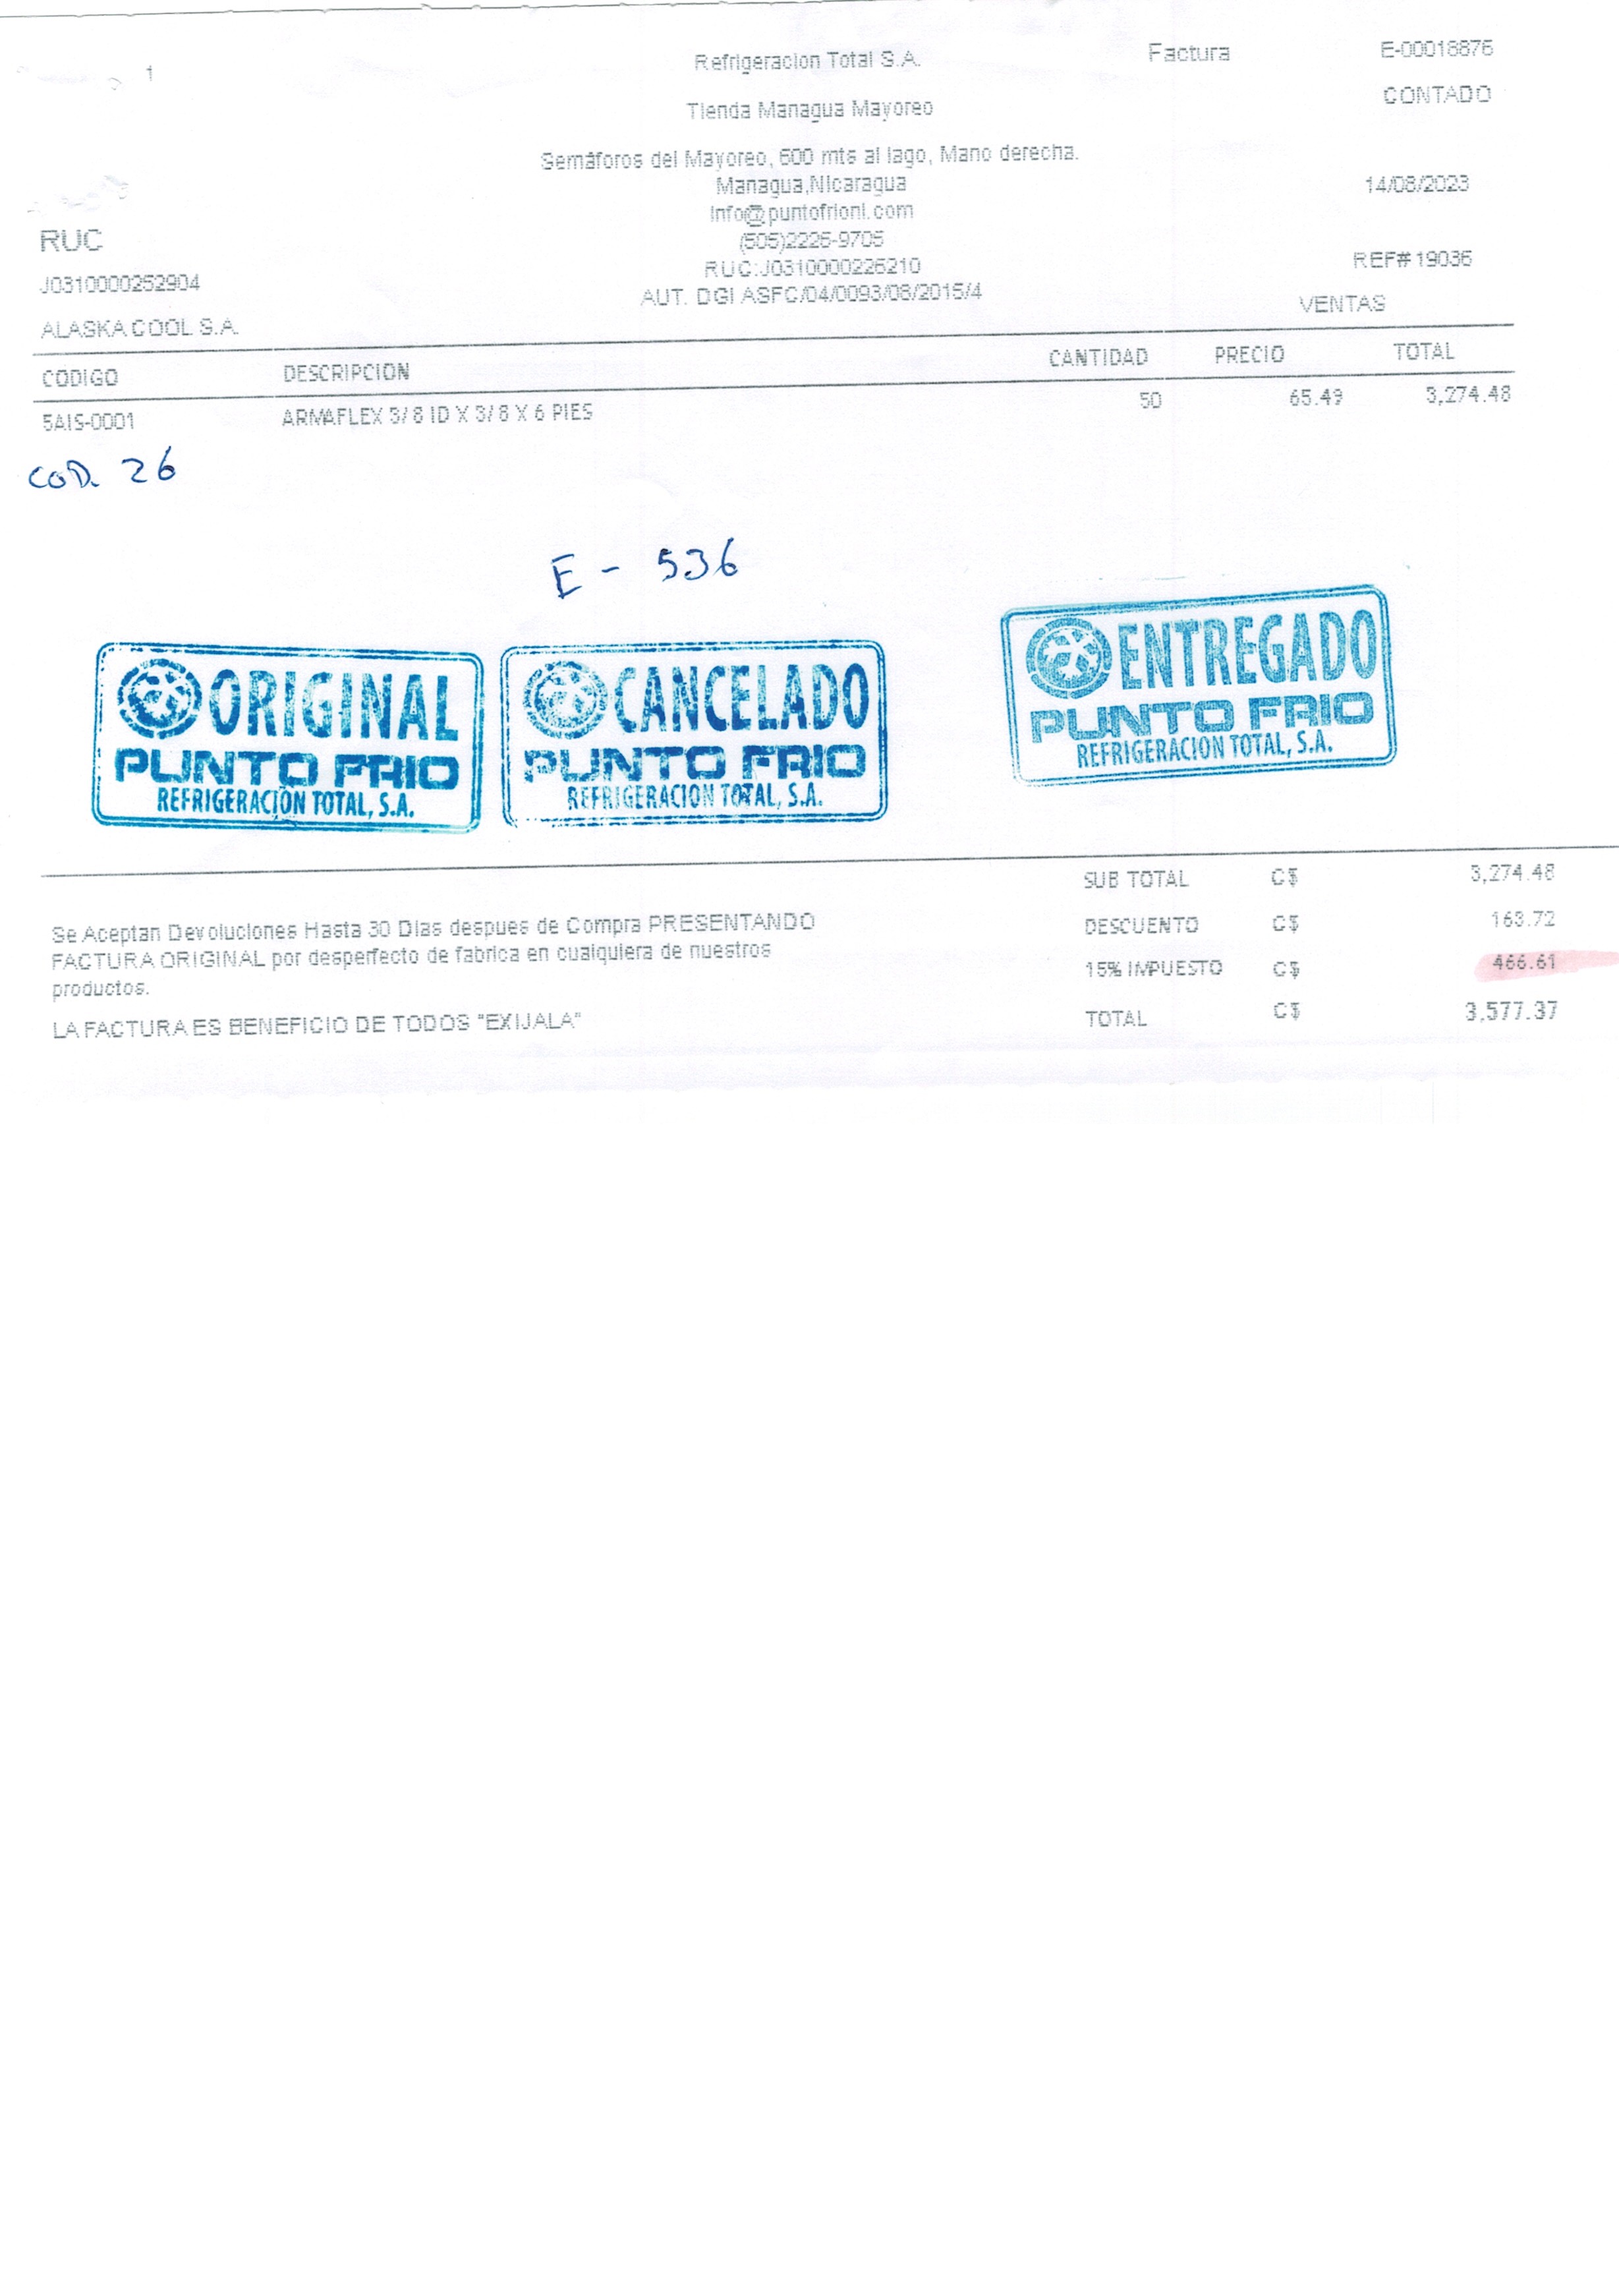 1
Refrigeracion Total S.A.
Factura
E-00018876
Tienda Managua Mayoreo
CONTADO
Semáforos del Mayoreo, 600 mts al lago, Mano derecha.
Managua,Nicaragua
14/08/2023
info@puntofrioni.com
(505)2225-9705
RUC
RUC:J0310000226210
REF# 19036
J0310000252904
AUT. DGI ASFC/04/0093/08/2015/4
VENTAS
ALASKA COOL S.A.
CODIGO DESCRIPCION CANTIDAD PRECIO TOTAL
5AIS-0001 ARMAFLEX 3/8 ID X 3/8 X 6 PIES 50 65.49 3,274.48
COD. 26
E - 536
ORIGINAL
PUNTO FRIO
REFRIGERACION TOTAL, S.A.
CANCELADO
PUNTO FRIO
REFRIGERACION TOTAL, S.A.
ENTREGADO
PUNTO FRIO
REFRIGERACION TOTAL, S.A.
SUB TOTAL C$ 3,274.48
Se Aceptan Devoluciones Hasta 30 Dias despues de Compra PRESENTANDO
DESCUENTO C$ 163.72
FACTURA ORIGINAL por desperfecto de fabrica en cualquiera de nuestros
15% IMPUESTO C$ 466.61
productos.
LA FACTURA ES BENEFICIO DE TODOS "EXIJALA"
TOTAL C$ 3,577.37